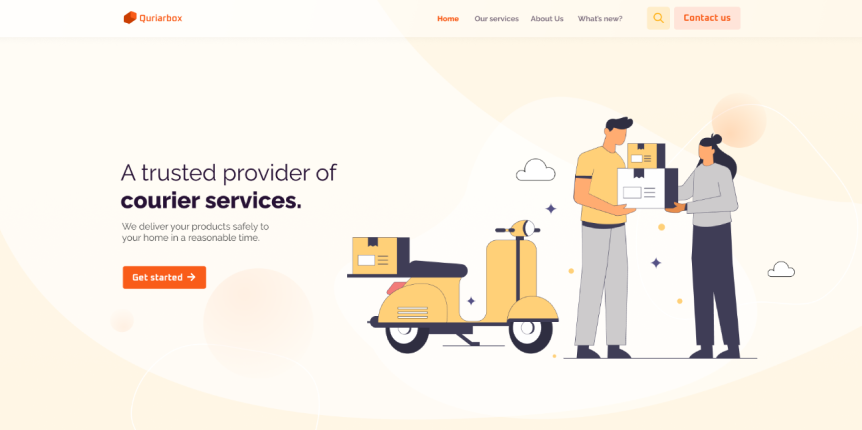 Quriarbox
Home
Our services
About Us
What's new?
Contact us
A trusted provider of
courier services.
We deliver your products safely to
your home in a reasonable time.
Get started